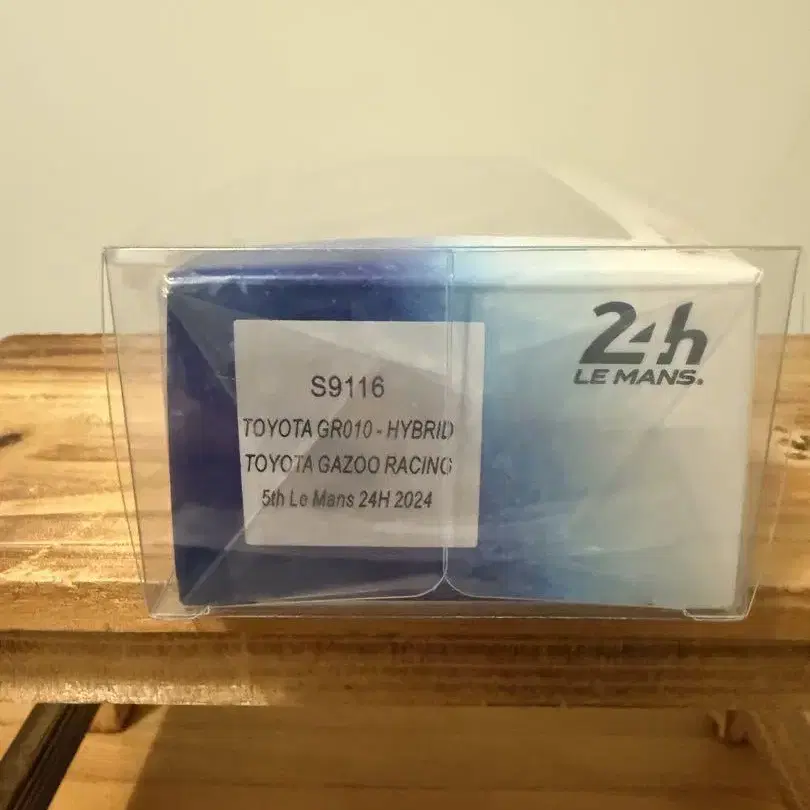 S9116
TOYOTA GR010 - HYBRID
TOYOTA GAZOO RACING
5th Le Mans 24H 2024
24h
LE MANS.